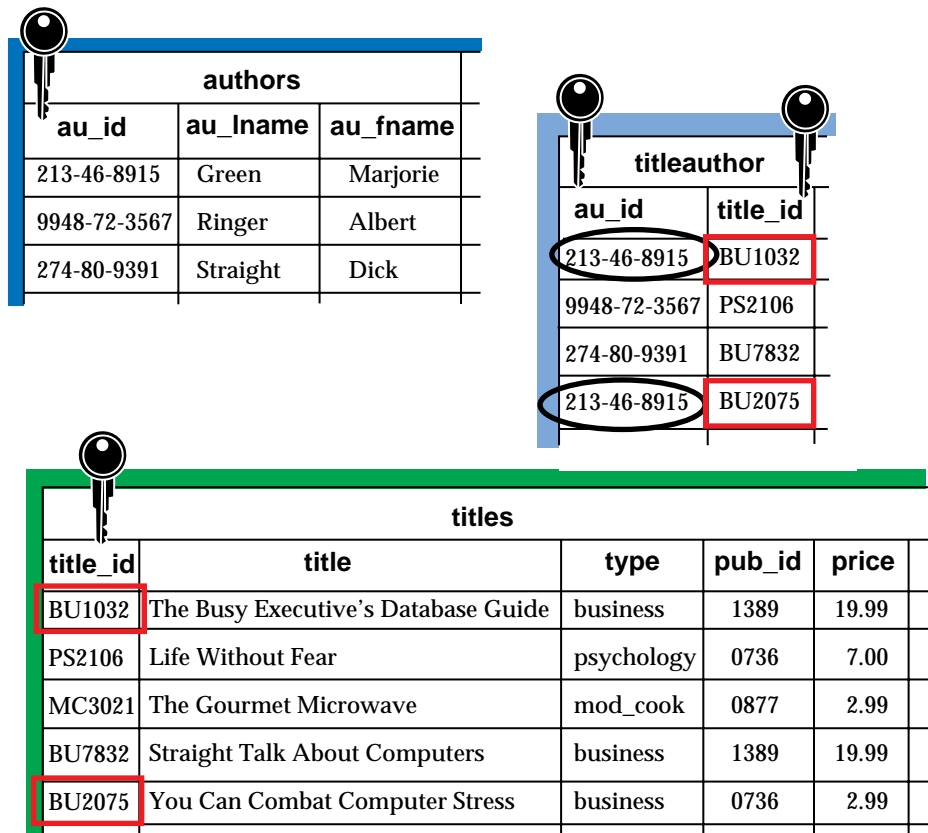 authors
au_id au_lname au_fname
213-46-8915 Green Marjorie
9948-72-3567 Ringer Albert
274-80-9391 Straight Dick
titleauthor
au_id title_id
213-46-8915 BU1032
9948-72-3567 PS2106
274-80-9391 BU7832
213-46-8915 BU2075
titles
title_id title type pub_id price
BU1032 The Busy Executive’s Database Guide business 1389 19.99
PS2106 Life Without Fear psychology 0736 7.00
MC3021 The Gourmet Microwave mod_cook 0877 2.99
BU7832 Straight Talk About Computers business 1389 19.99
BU2075 You Can Combat Computer Stress business 0736 2.99